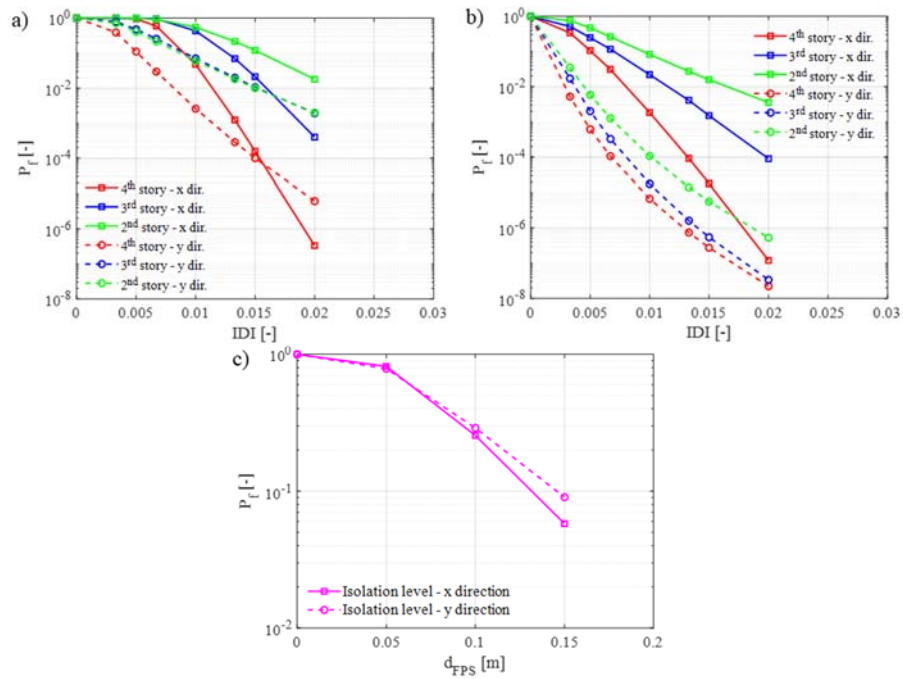 a)
10^0
10^-2
10^-4
10^-6
10^-8
P_f [-]
4th story - x dir.
3rd story - x dir.
2nd story - x dir.
4th story - y dir.
3rd story - y dir.
2nd story - y dir.
0 0.005 0.01 0.015 0.02 0.03
IDI [-]
b)
10^0
10^-2
10^-4
10^-6
10^-8
P_f [-]
4th story - x dir.
3rd story - x dir.
2nd story - x dir.
4th story - y dir.
3rd story - y dir.
2nd story - y dir.
0 0.005 0.01 0.015 0.02 0.03
IDI [-]
c)
10^0
10^-1
10^-2
P_f [-]
Isolation level - x direction
Isolation level - y direction
0 0.05 0.1 0.15 0.2
d_FPS [m]